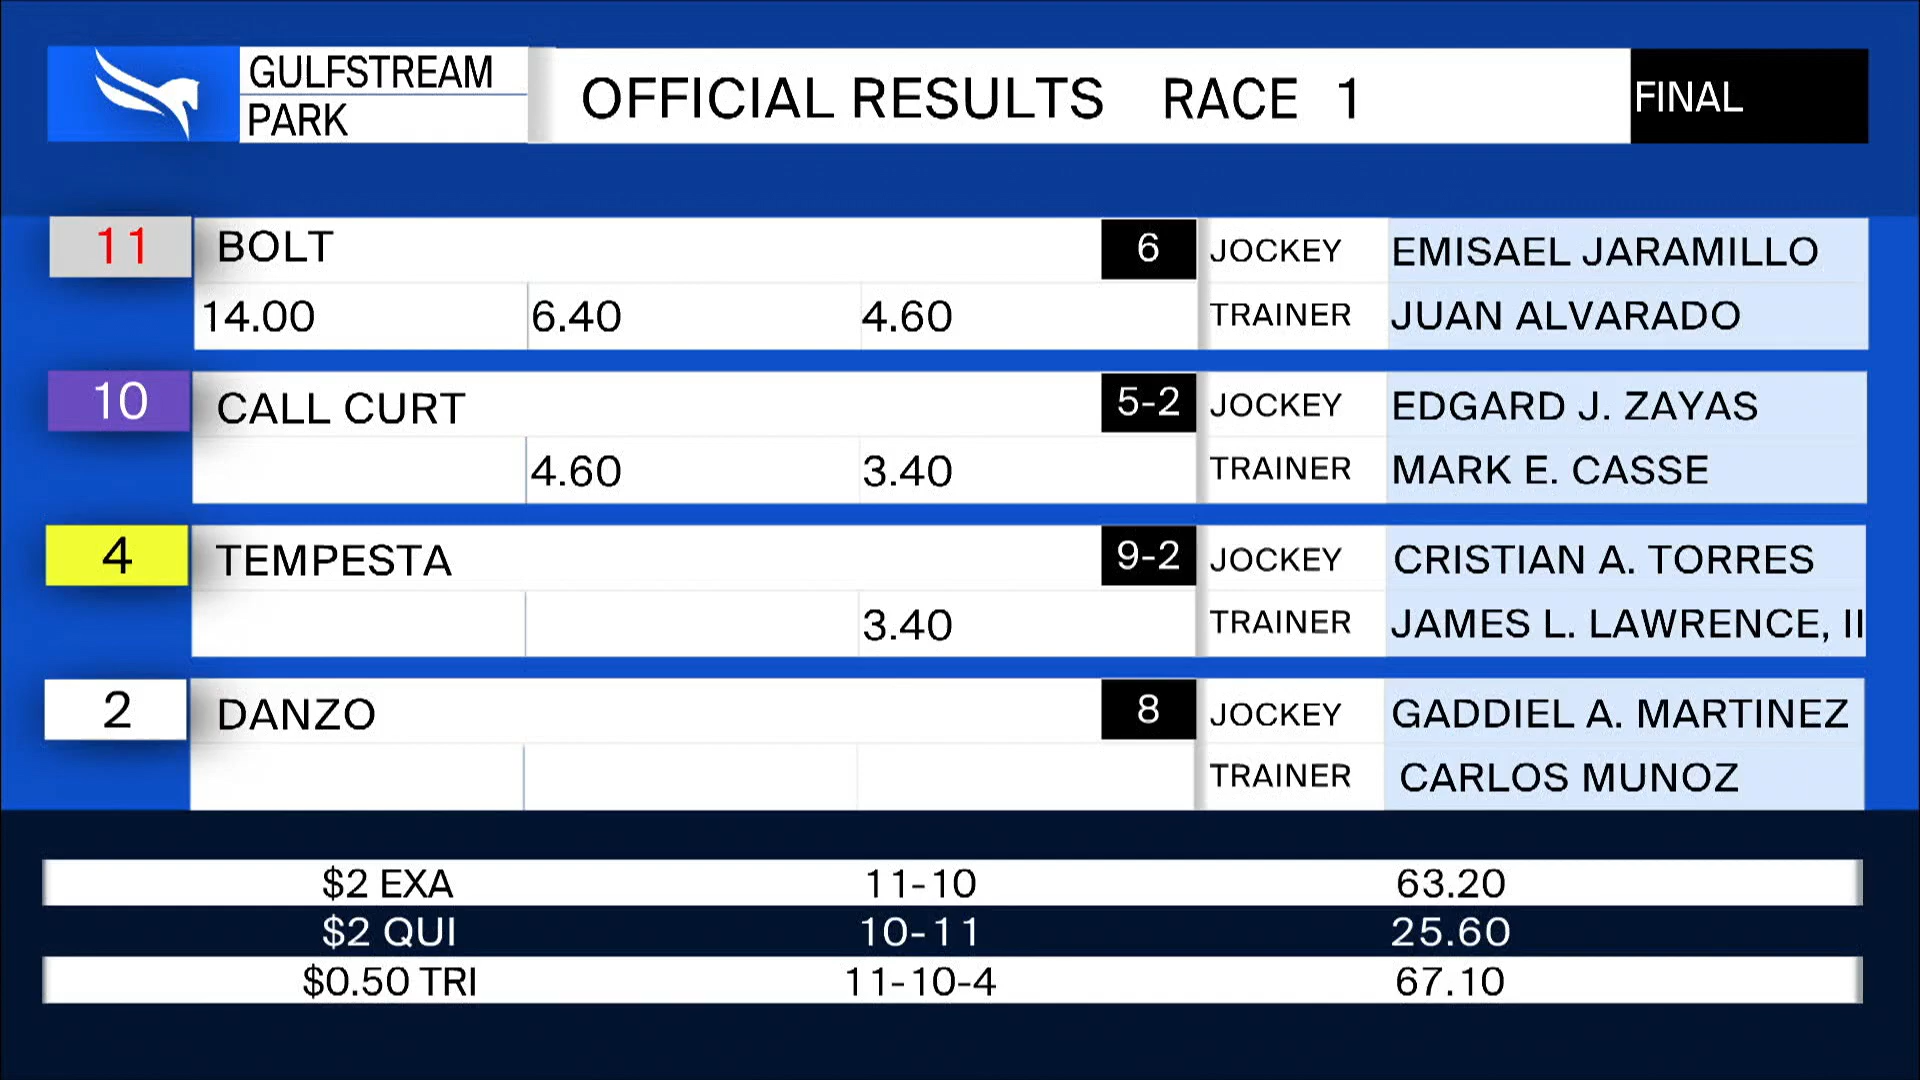 GULFSTREAM
PARK
OFFICIAL RESULTS RACE 1
FINAL
11 BOLT 6 JOCKEY EMISAEL JARAMILLO
14.00 6.40 4.60 TRAINER JUAN ALVARADO
10 CALL CURT 5-2 JOCKEY EDGARD J. ZAYAS
4.60 3.40 TRAINER MARK E. CASSE
4 TEMPESTA 9-2 JOCKEY CRISTIAN A. TORRES
3.40 TRAINER JAMES L. LAWRENCE, II
2 DANZO 8 JOCKEY GADDIEL A. MARTINEZ
TRAINER CARLOS MUNOZ
$2 EXA 11-10 63.20
$2 QUI 10-11 25.60
$0.50 TRI 11-10-4 67.10